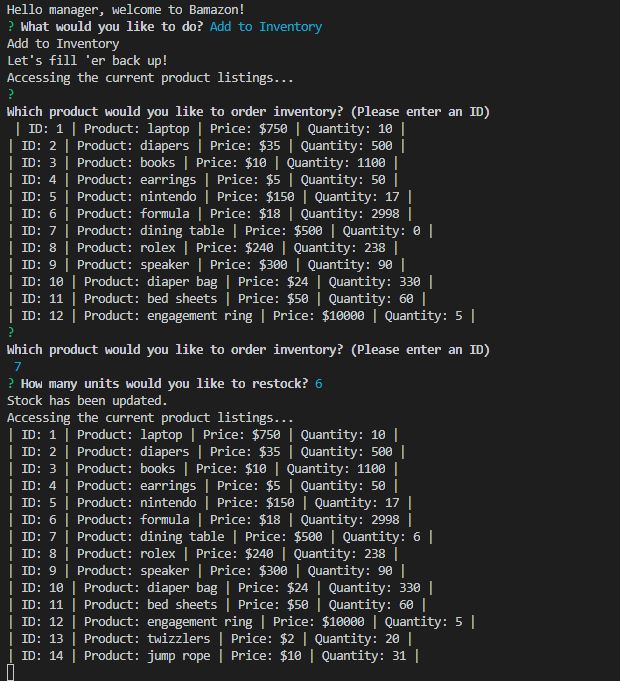 Hello manager, welcome to Bamazon!
? What would you like to do? Add to Inventory
Add to Inventory
Let's fill 'er back up!
Accessing the current product listings...
?
Which product would you like to order inventory? (Please enter an ID)
| ID: 1 | Product: laptop | Price: $750 | Quantity: 10 |
| ID: 2 | Product: diapers | Price: $35 | Quantity: 500 |
| ID: 3 | Product: books | Price: $10 | Quantity: 1100 |
| ID: 4 | Product: earrings | Price: $5 | Quantity: 50 |
| ID: 5 | Product: nintendo | Price: $150 | Quantity: 17 |
| ID: 6 | Product: formula | Price: $18 | Quantity: 2998 |
| ID: 7 | Product: dining table | Price: $500 | Quantity: 0 |
| ID: 8 | Product: rolex | Price: $240 | Quantity: 238 |
| ID: 9 | Product: speaker | Price: $300 | Quantity: 90 |
| ID: 10 | Product: diaper bag | Price: $24 | Quantity: 330 |
| ID: 11 | Product: bed sheets | Price: $50 | Quantity: 60 |
| ID: 12 | Product: engagement ring | Price: $10000 | Quantity: 5 |
?
Which product would you like to order inventory? (Please enter an ID)
7
? How many units would you like to restock? 6
Stock has been updated.
Accessing the current product listings...
| ID: 1 | Product: laptop | Price: $750 | Quantity: 10 |
| ID: 2 | Product: diapers | Price: $35 | Quantity: 500 |
| ID: 3 | Product: books | Price: $10 | Quantity: 1100 |
| ID: 4 | Product: earrings | Price: $5 | Quantity: 50 |
| ID: 5 | Product: nintendo | Price: $150 | Quantity: 17 |
| ID: 6 | Product: formula | Price: $18 | Quantity: 2998 |
| ID: 7 | Product: dining table | Price: $500 | Quantity: 6 |
| ID: 8 | Product: rolex | Price: $240 | Quantity: 238 |
| ID: 9 | Product: speaker | Price: $300 | Quantity: 90 |
| ID: 10 | Product: diaper bag | Price: $24 | Quantity: 330 |
| ID: 11 | Product: bed sheets | Price: $50 | Quantity: 60 |
| ID: 12 | Product: engagement ring | Price: $10000 | Quantity: 5 |
| ID: 13 | Product: twizzlers | Price: $2 | Quantity: 20 |
| ID: 14 | Product: jump rope | Price: $10 | Quantity: 31 |